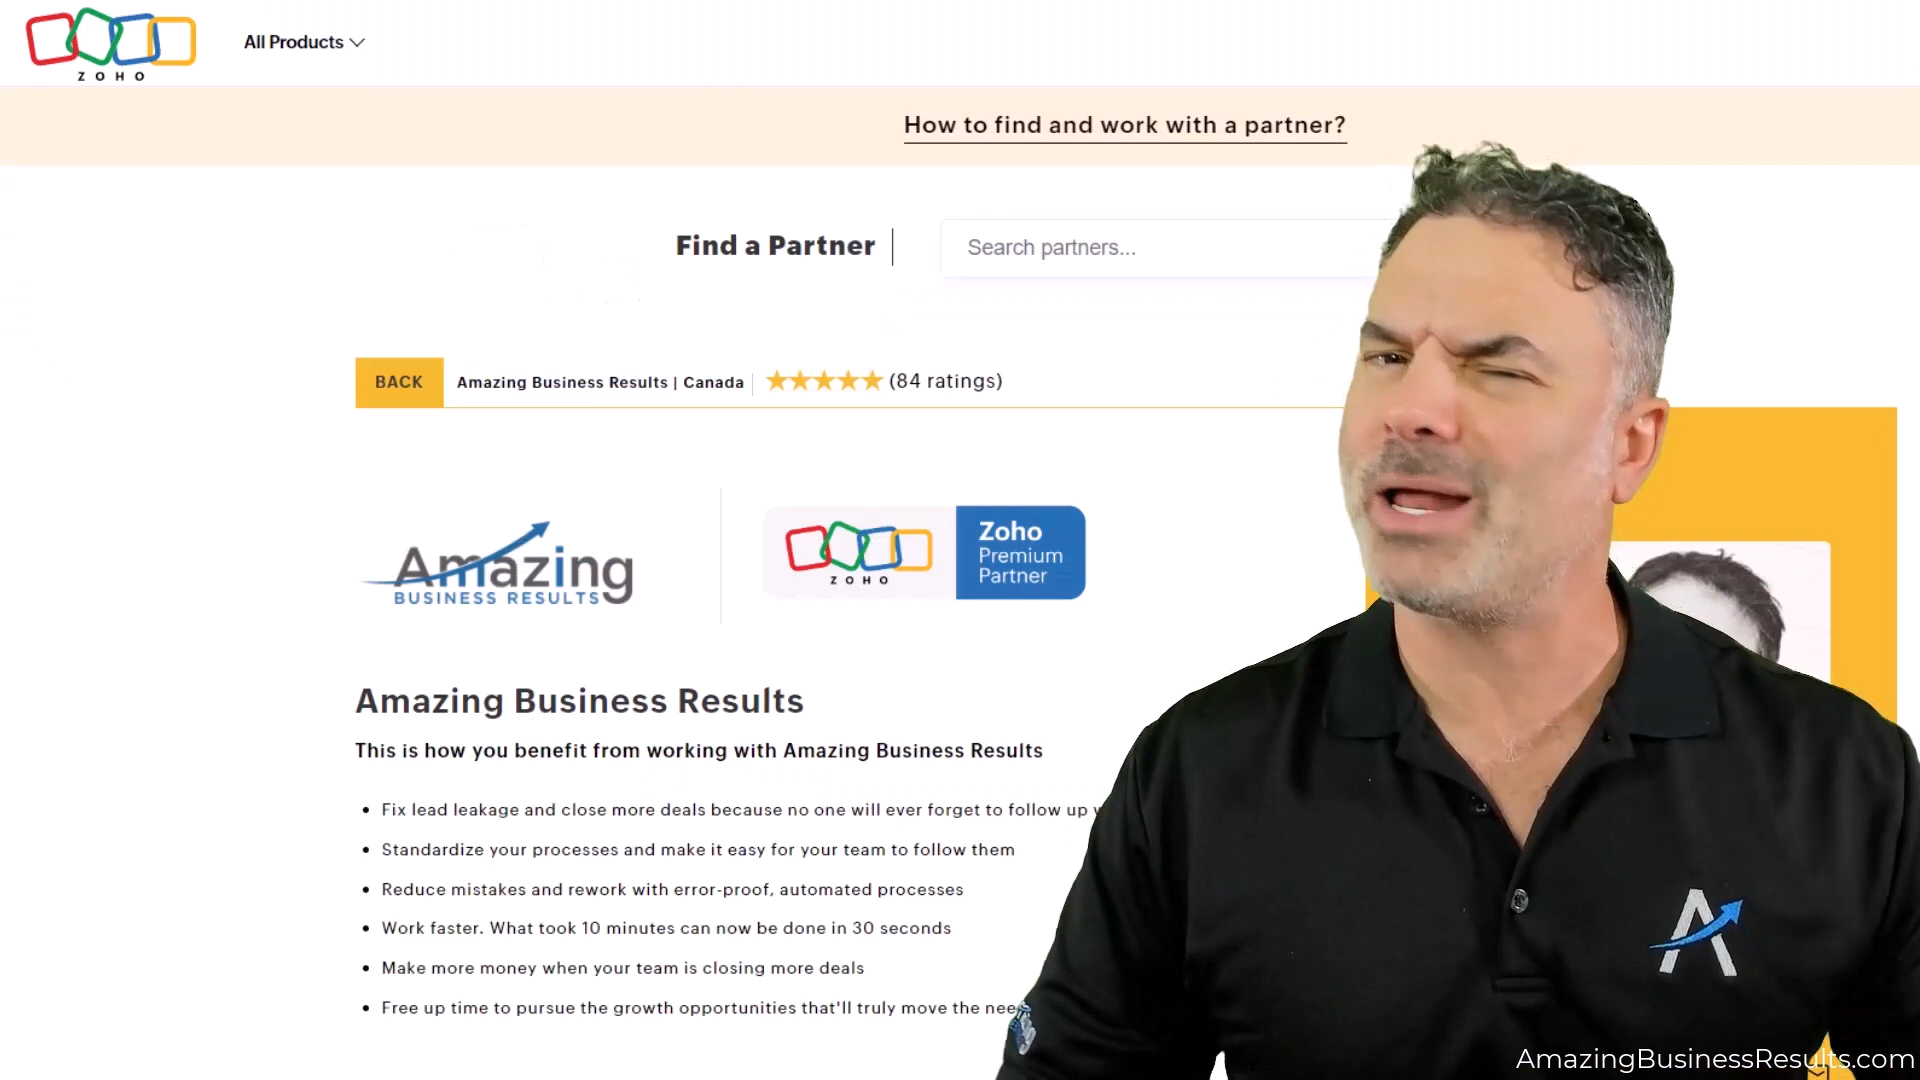 ZOHO
All Products
How to find and work with a partner?
Find a Partner
Search partners...
BACK
Amazing Business Results | Canada
(84 ratings)
Amazing
BUSINESS RESULTS
ZOHO
Zoho
Premium
Partner
Amazing Business Results
This is how you benefit from working with Amazing Business Results
• Fix lead leakage and close more deals because no one will ever forget to follow up
• Standardize your processes and make it easy for your team to follow them
• Reduce mistakes and rework with error-proof, automated processes
• Work faster. What took 10 minutes can now be done in 30 seconds
• Make more money when your team is closing more deals
• Free up time to pursue the growth opportunities that'll truly move the
A
AmazingBusinessResults.com